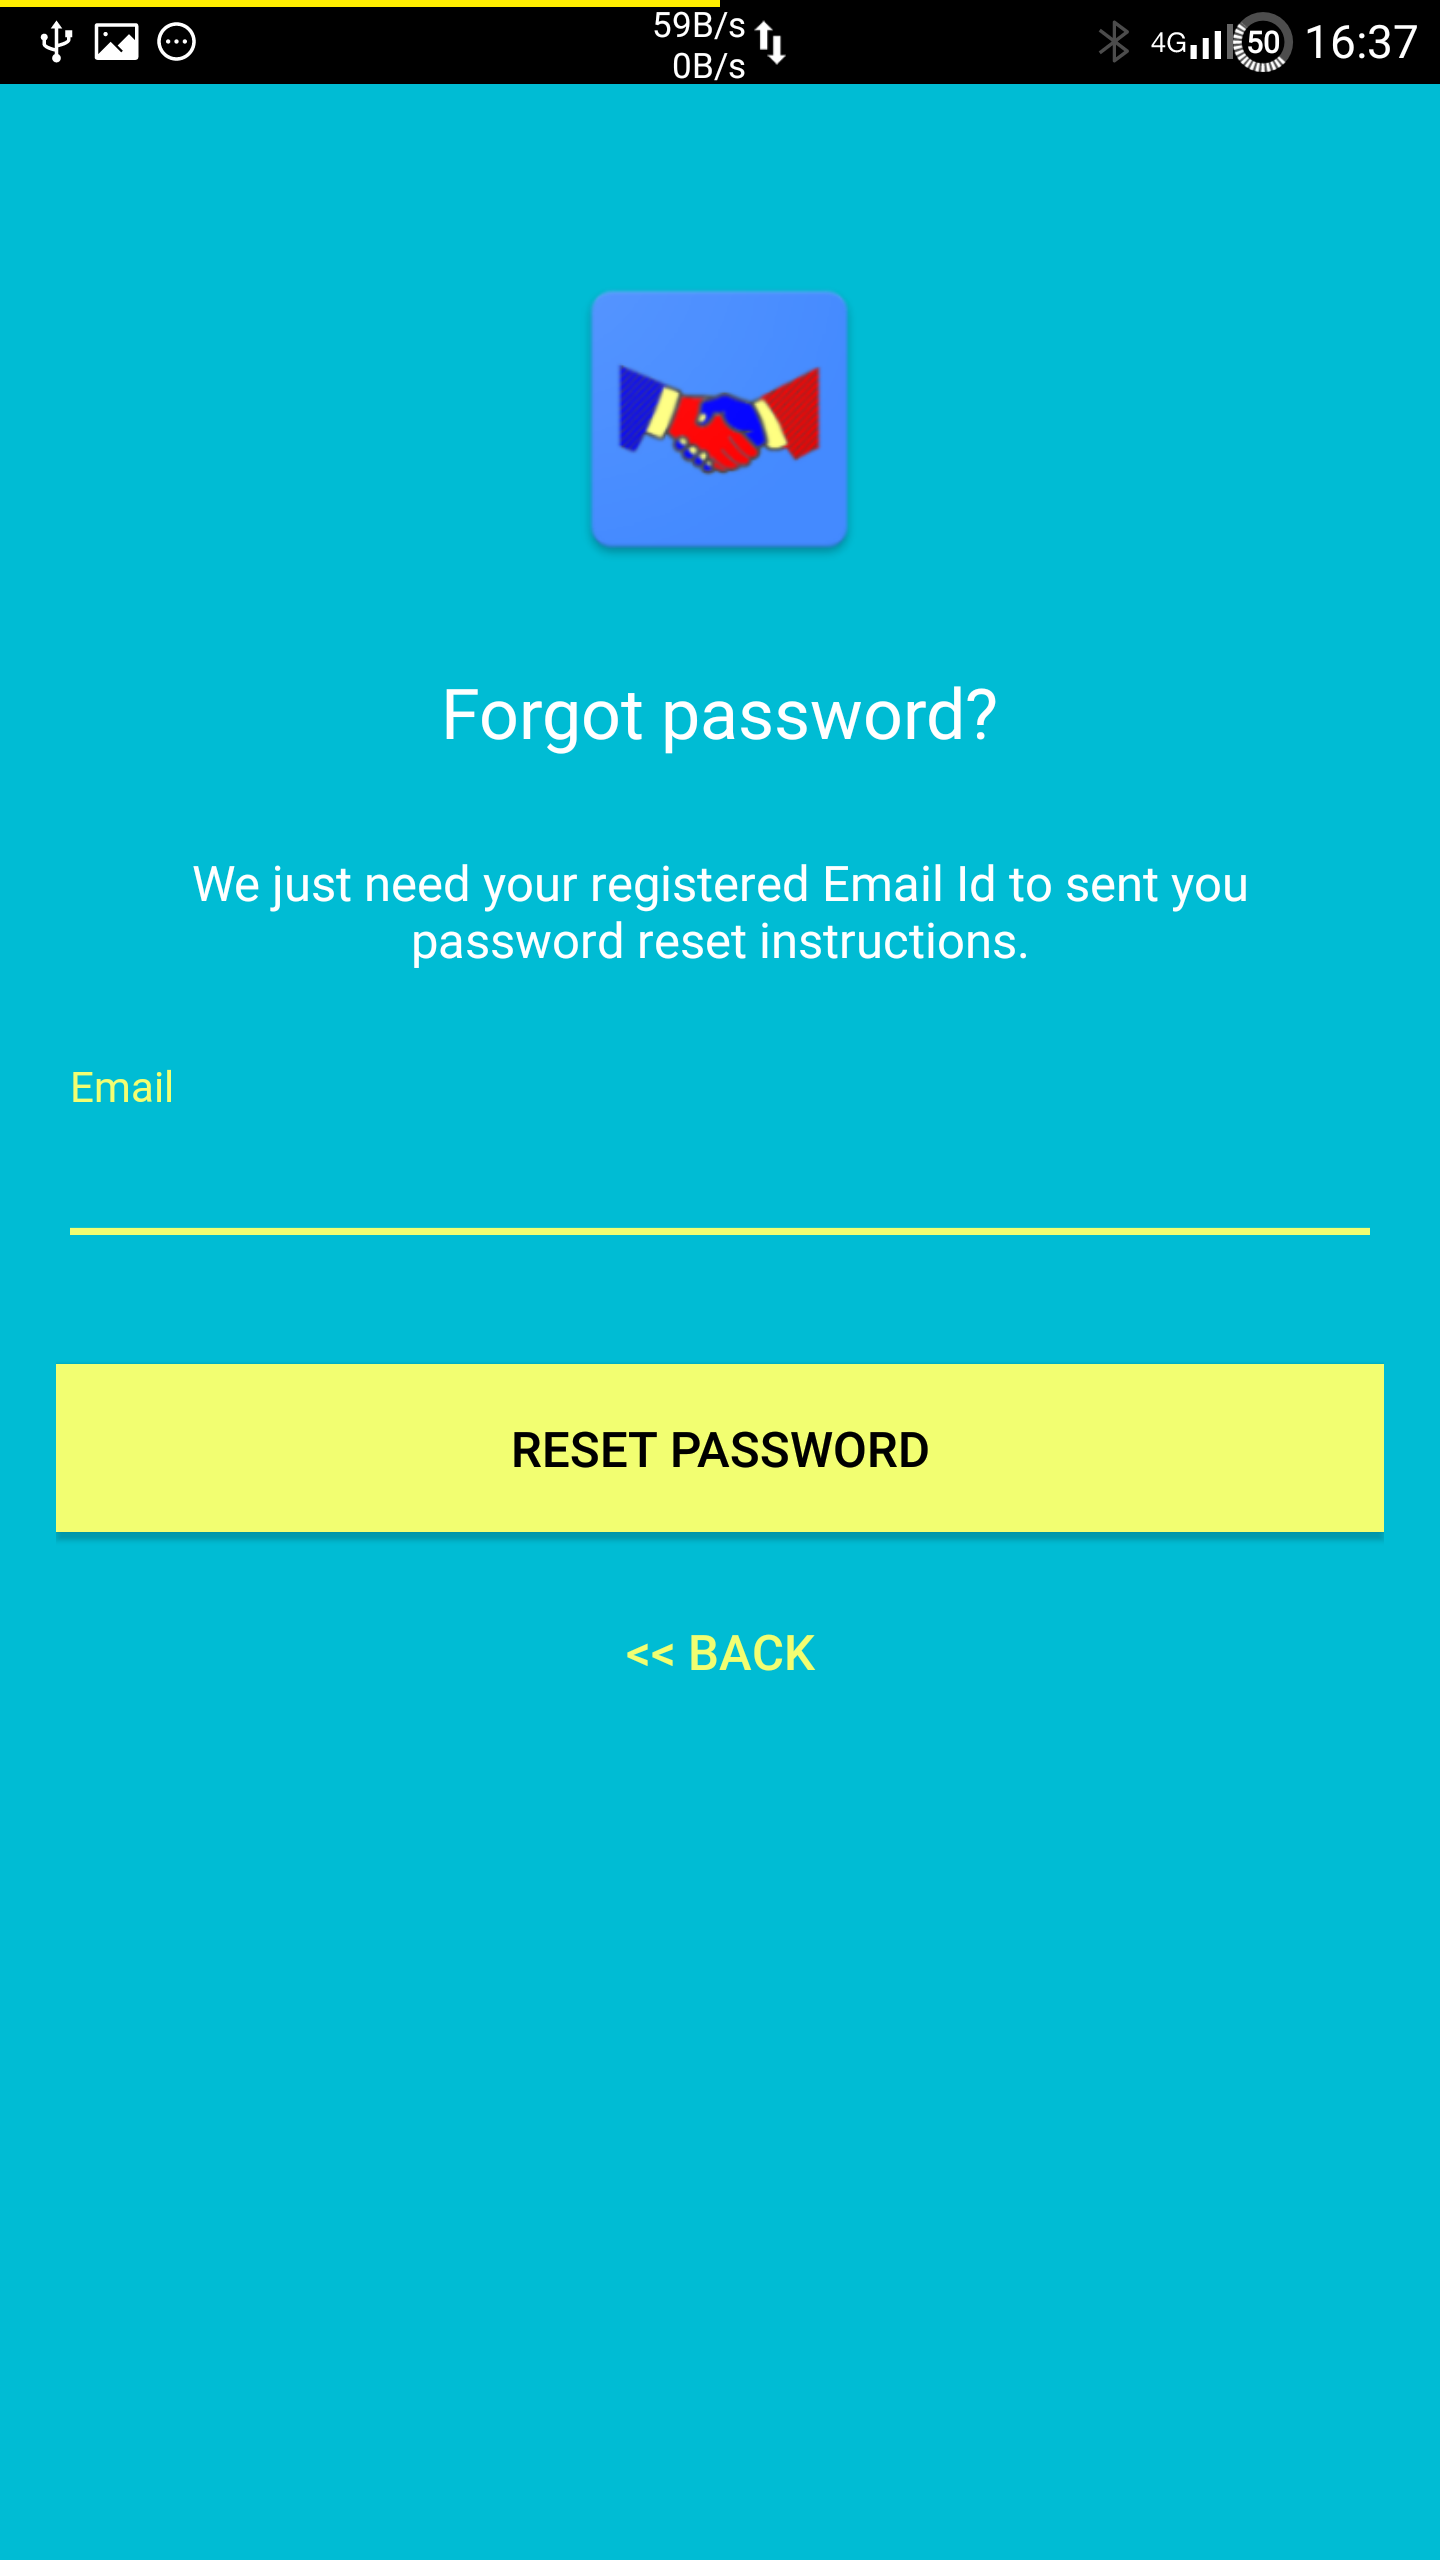 59B/s
0B/s
4G 50 16:37
Forgot password?
We just need your registered Email Id to sent you
password reset instructions.
Email
RESET PASSWORD
<< BACK